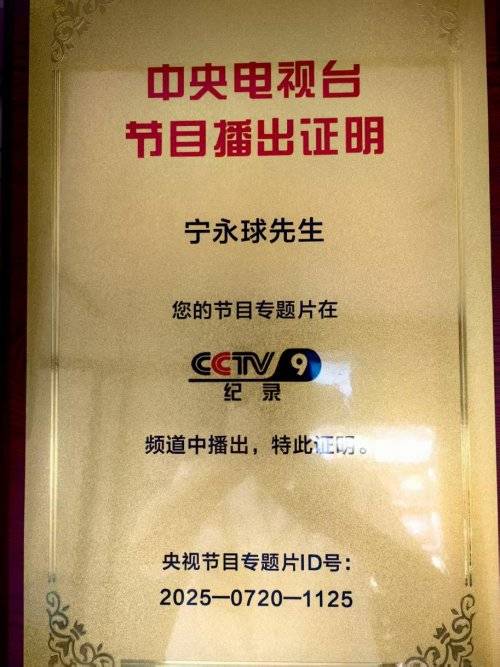 中央电视台
节目播出证明
宁永球先生
您的节目专题片在
CCTV 9
纪录
频道中播出，特此证明。
央视节目专题片ID号：
2025—0720—1125